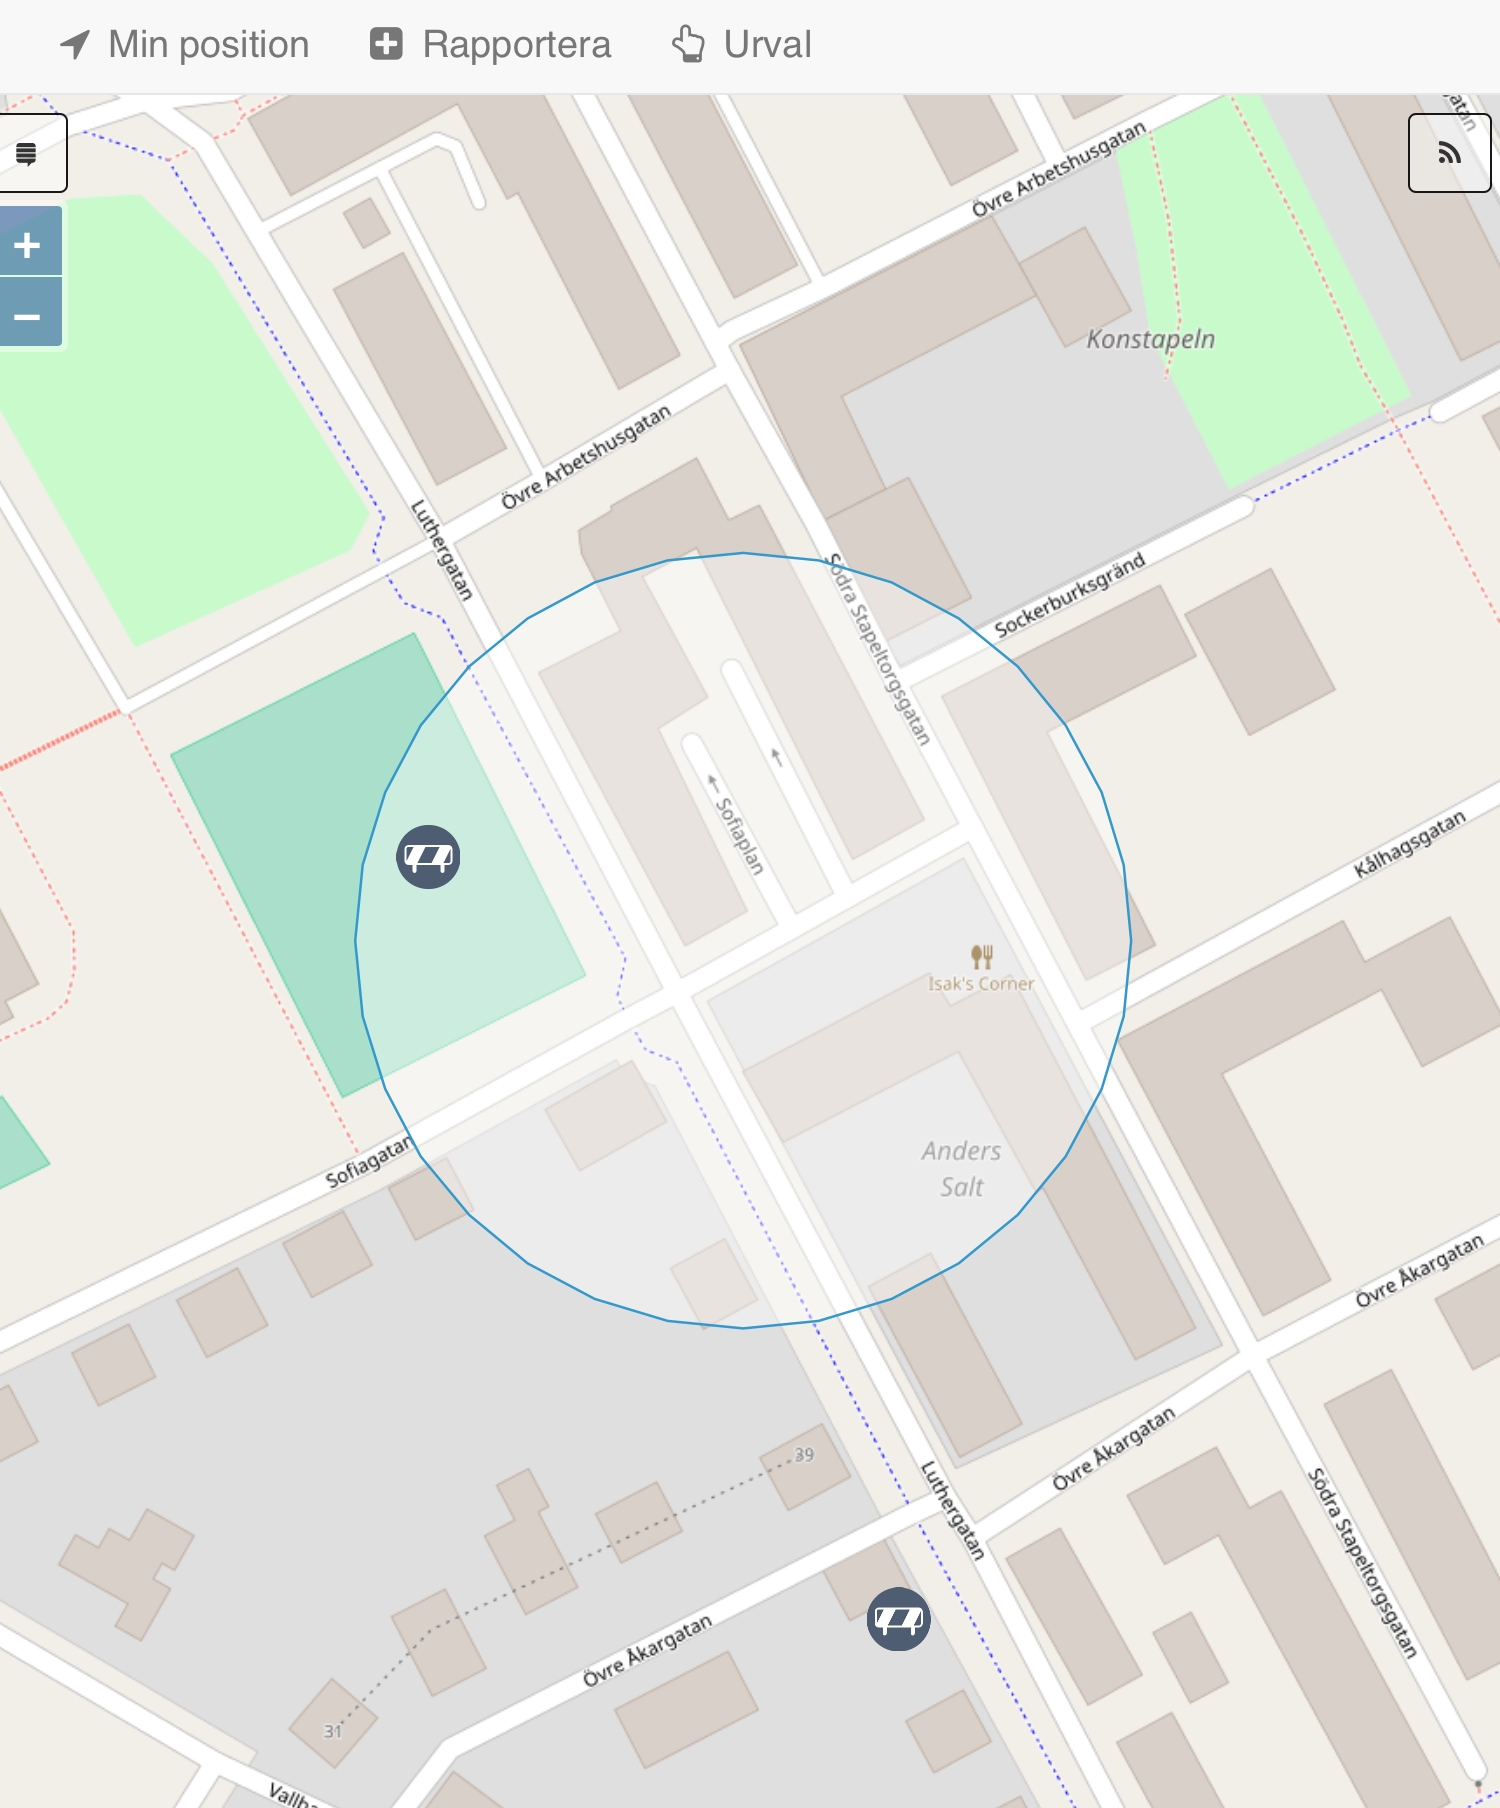 Min position
Rapportera
Urval
Övre Arbetshusgatan
Konstapeln
Övre Arbetshusgatan
Luthergatan
Södra Stapeltorgsgatan
Sockerburksgränd
+
−
Sofiaplan
Kålhagsgatan
Isak's Corner
Sofiagatan
Anders
Salt
Övre Åkargatan
Övre Åkargatan
39
Luthergatan
Södra Stapeltorgsgatan
Övre Åkargatan
31